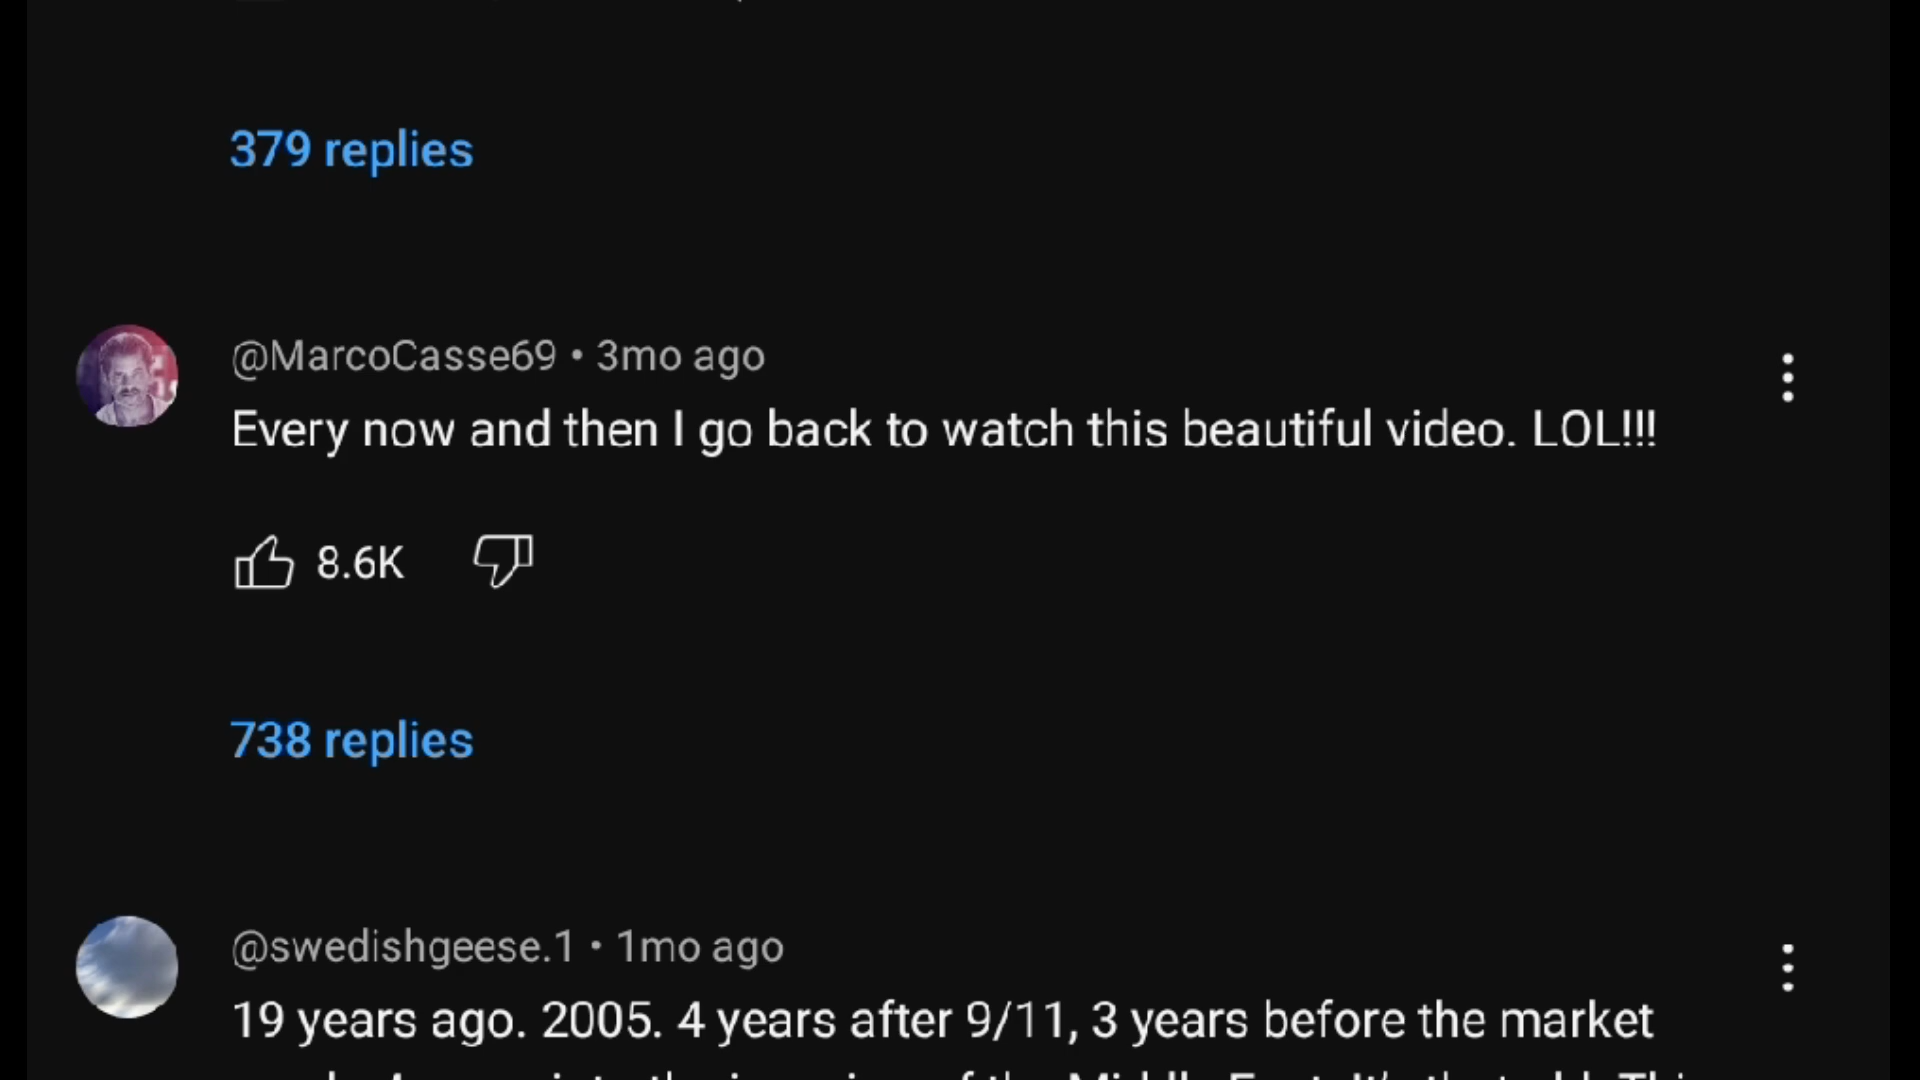 379 replies
@MarcoCasse69 • 3mo ago
Every now and then I go back to watch this beautiful video. LOL!!!
8.6K
738 replies
@swedishgeese.1 • 1mo ago
19 years ago. 2005. 4 years after 9/11, 3 years before the market